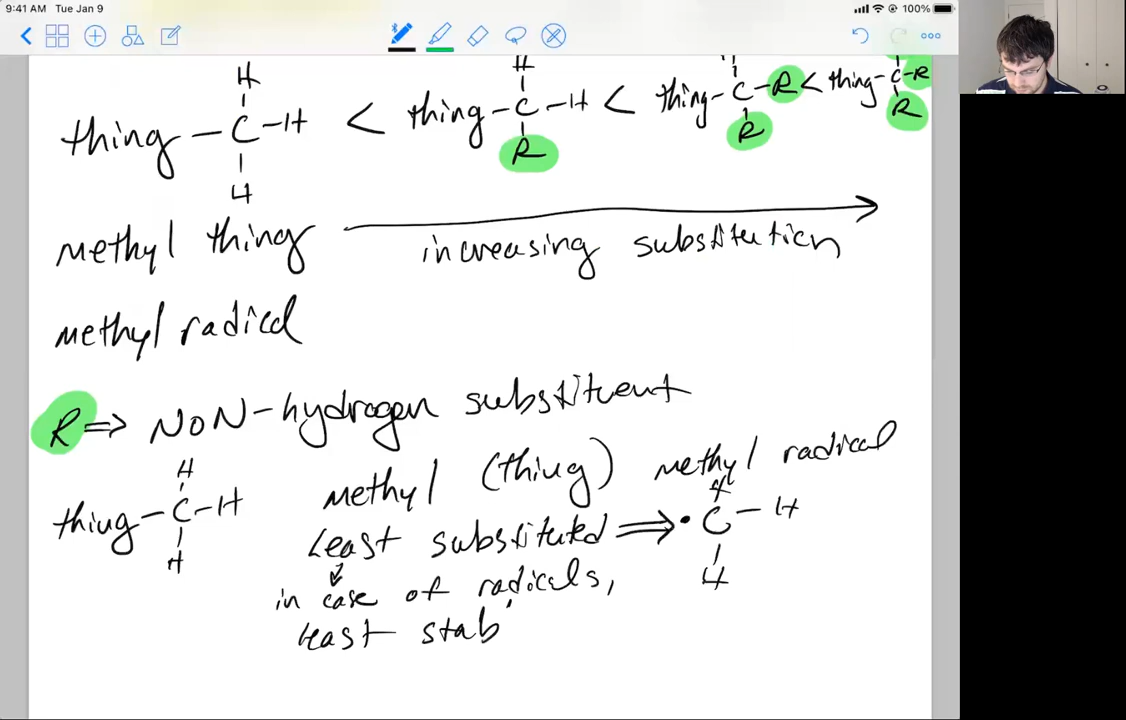 9:41 AM Tue Jan 9
100%
H
thing-C-H < thing-C-H < thing-C-R < thing-C-R
H R R R
H
methyl thing increasing substitution
methyl radical
R ⇒ NON-hydrogen substituent
H
thing-C-H methyl (thing) methyl radical
H
H
Least substituted ⇒ •C-H
H
in case of radicals,
least stab